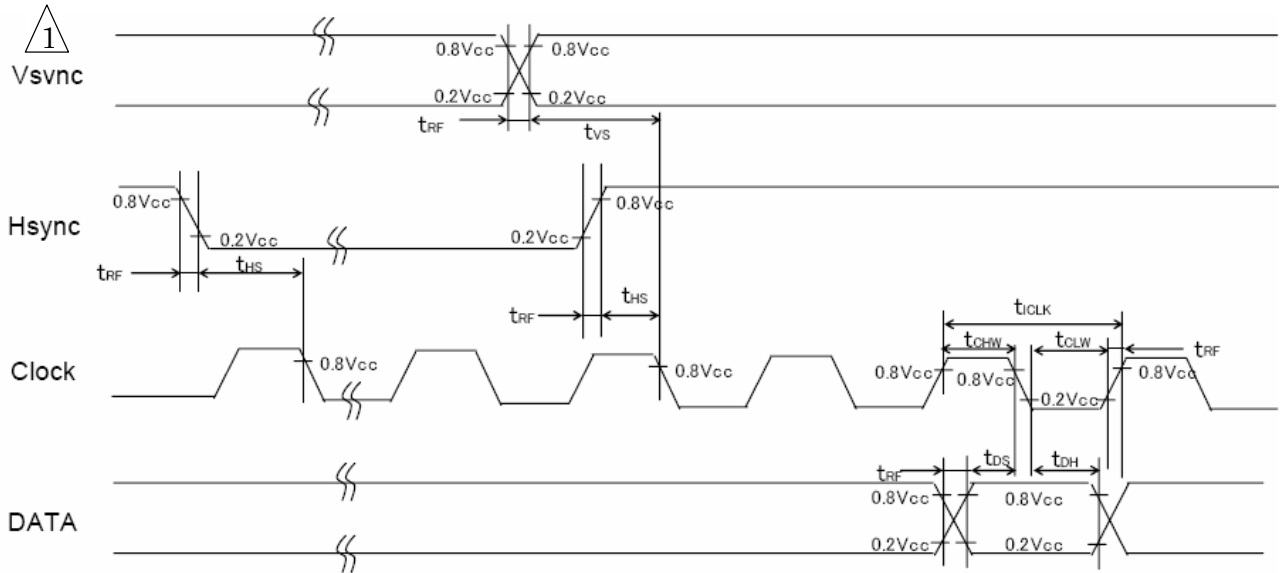 1
Vsvnc
0.8Vcc 0.8Vcc
0.2Vcc 0.2Vcc
tRF tVS
Hsync
0.8Vcc 0.8Vcc
0.2Vcc 0.2Vcc
tRF tHS
tRF tHS
tICLK
tCHW tCLW tRF
Clock
0.8Vcc 0.8Vcc 0.8Vcc 0.8Vcc 0.8Vcc
0.2Vcc
tRF tDS tDH
DATA
0.8Vcc 0.8Vcc
0.2Vcc 0.2Vcc